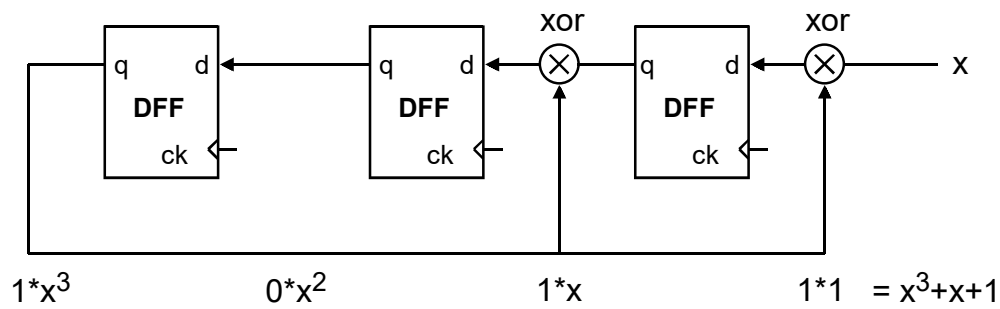 xor xor
q d q d q d x
DFF DFF DFF
ck ck ck
1*x³ 0*x² 1*x 1*1 = x³+x+1